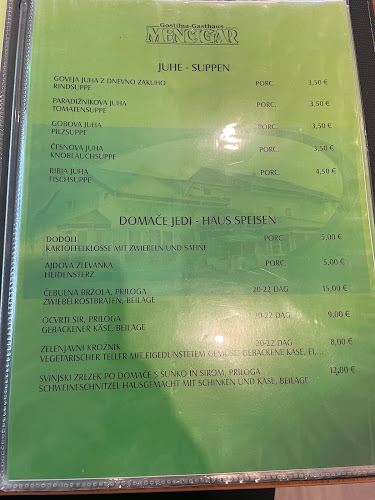 Gostilna-Gasthaus
MENCIGAR
JUHE - SUPPEN
GOVEJA JUHA Z DNEVNO ZAKUHO PORC. 3,50 €
RINDSUPPE
PARADIŽNIKOVA JUHA PORC. 3,50 €
TOMATENSUPPE
GOBOVA JUHA PORC. 3,50 €
PILZSUPPE
ČESNOVA JUHA PORC. 3,50 €
KNOBLAUCHSUPPE
RIBJA JUHA PORC. 4,50 €
FISCHSUPPE
DOMAČE JEDI - HAUS SPEISEN
DODOLI PORC. 5,00 €
KARTOFFELKLÖSSE MIT ZWIEBELN UND SAHNE
AJDOVA ZLEVANKA PORC. 5,00 €
HEIDENSTERZ
ČEBULNA BRŽOLA, PRILOGA 20-22 DAG 15,00 €
ZWIEBELROSTBRATEN, BEILAGE
OCVRTI SIR, PRILOGA 20-22 DAG 9,00 €
GEBACKENER KÄSE, BEILAGE
ZELENJAVNI KROŽNIK 20-22 DAG 8,00 €
VEGETARISCHER TELLER MIT EIGEDUNSTETEM GEMÜSE, GEBACKENE KÄSE, EI,...
SVINJSKI ZREZEK PO DOMAČE S ŠUNKO IN SIROM, PRILOGA 12,00 €
SCHWEINESCHNITZEL HAUSGEMACHT MIT SCHINKEN UND KÄSE, BEILAGE